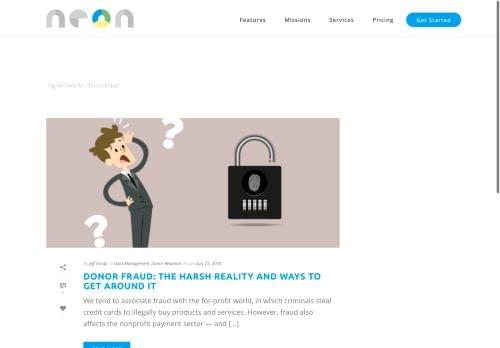 neon
Features Missions Services Pricing Get Started
Tag Archives for: "Donor Fraud"
? ?
By Jeff Gordy In Data Management, Donor Retention Posted July 25, 2016
DONOR FRAUD: THE HARSH REALITY AND WAYS TO
GET AROUND IT
We tend to associate fraud with the for-profit world, in which criminals steal
credit cards to illegally buy products and services. However, fraud also
affects the nonprofit payment sector — and [...]